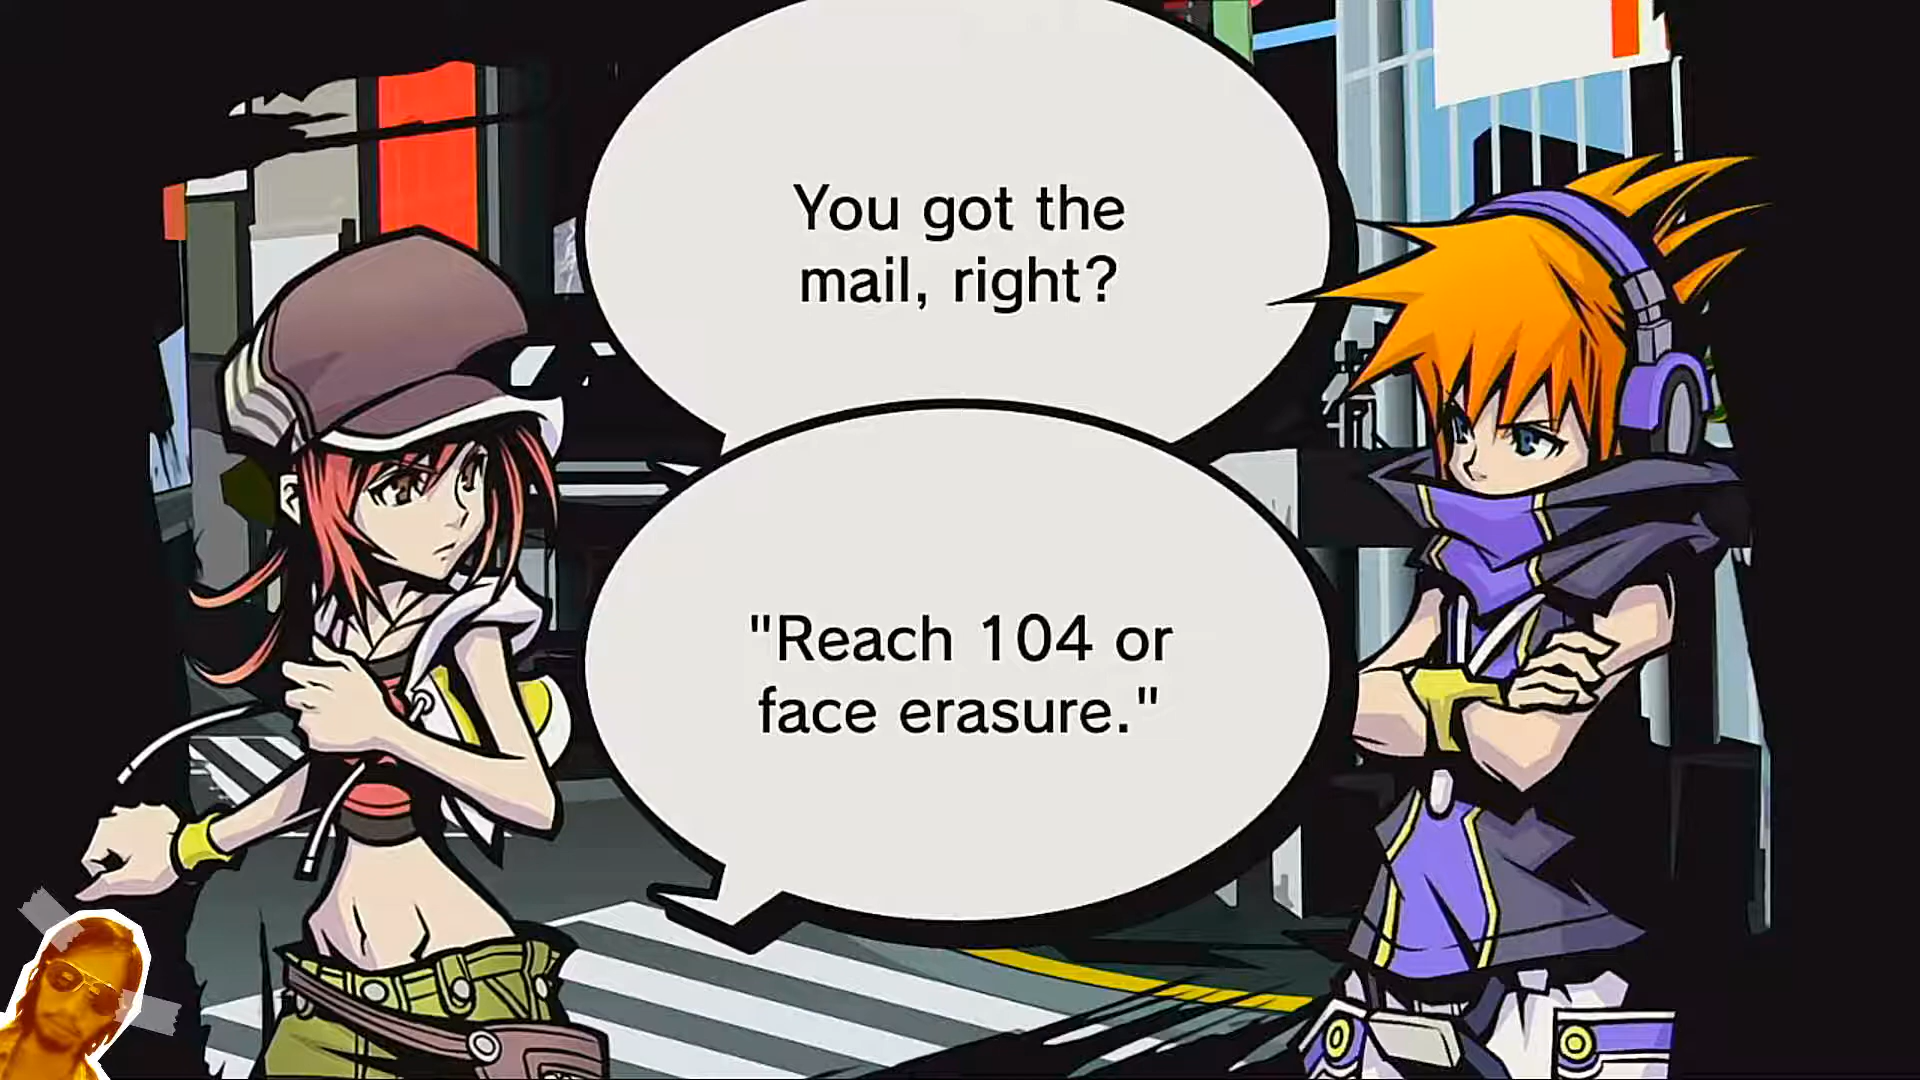 You got the
mail, right?
"Reach 104 or
face erasure."